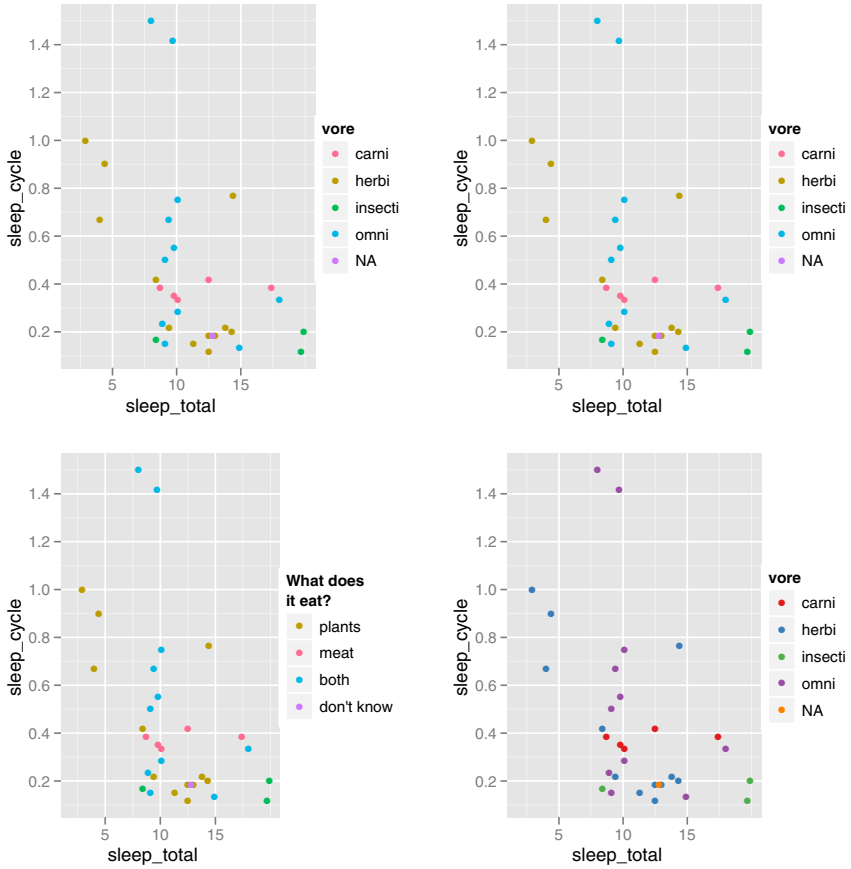 1.4
1.2
1.0
0.8
0.6
0.4
0.2
sleep_cycle
5 10 15
sleep_total
vore
carni
herbi
insecti
omni
NA
1.4
1.2
1.0
0.8
0.6
0.4
0.2
sleep_cycle
5 10 15
sleep_total
vore
carni
herbi
insecti
omni
NA
1.4
1.2
1.0
0.8
0.6
0.4
0.2
sleep_cycle
5 10 15
sleep_total
What does
it eat?
plants
meat
both
don't know
1.4
1.2
1.0
0.8
0.6
0.4
0.2
sleep_cycle
5 10 15
sleep_total
vore
carni
herbi
insecti
omni
NA